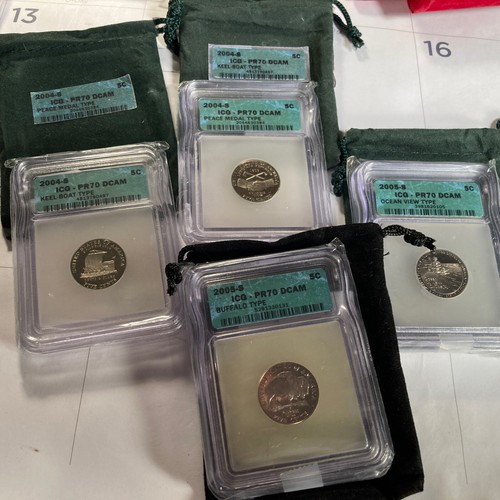 13
16
2004-S 5C
ICG - PR70 DCAM
PEACE MEDAL TYPE
2004-S 5C
ICG - PR70 DCAM
KEEL BOAT TYPE
2004-S 5C
ICG - PR70 DCAM
PEACE MEDAL TYPE
2004-S 5C
ICG - PR70 DCAM
KEEL BOAT TYPE
2005-S 5C
ICG - PR70 DCAM
OCEAN VIEW TYPE
2005-S 5C
ICG - PR70 DCAM
BUFFALO TYPE